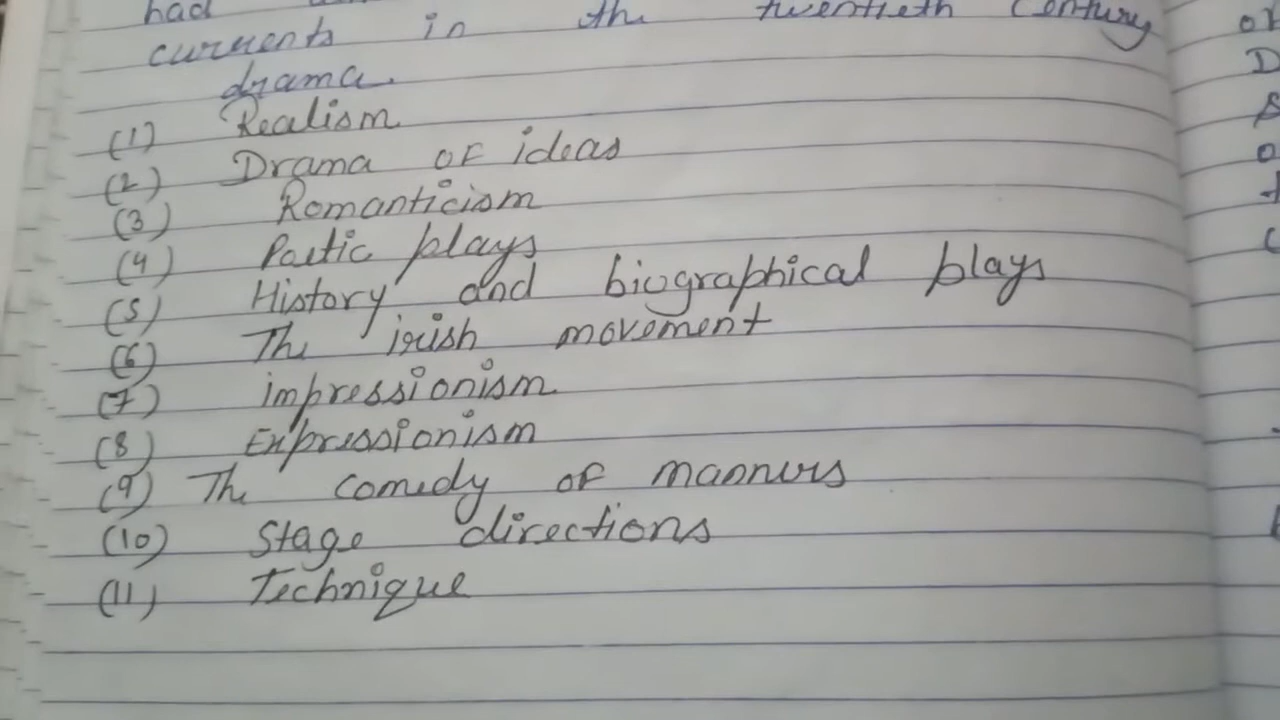 had
currents in the twentieth century
drama.
(1) Realism
(2) Drama of ideas
(3) Romanticism
(4) Poetic plays
(5) History and biographical plays
(6) The irish movement
(7) impressionism
(8) Expressionism
(9) The comedy of manners
(10) Stage directions
(11) Technique